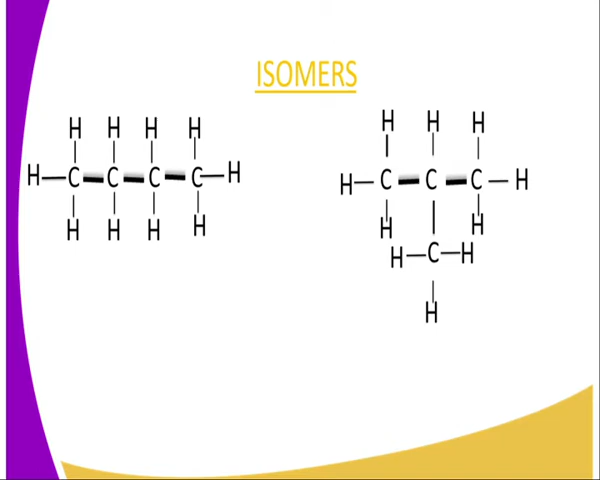 ISOMERS
H H H H
H—C—C—C—C—H
H H H H
H H H
H—C—C—C—H
H H
H—C—H
H